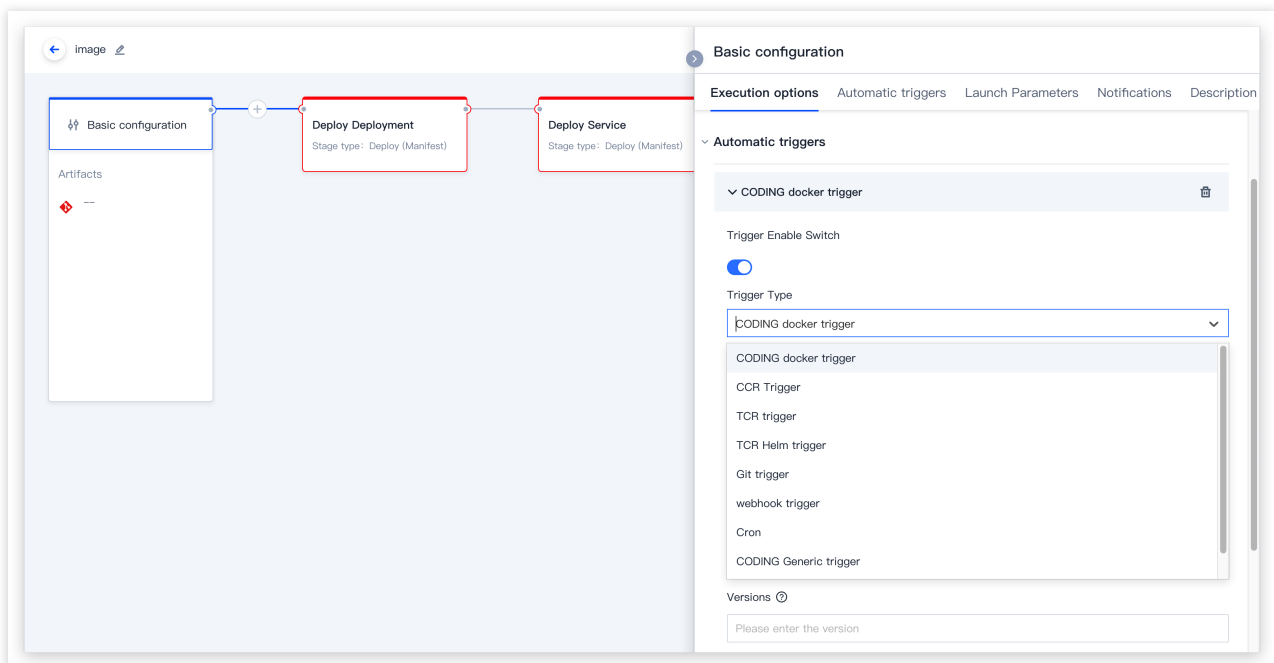 image
Basic configuration
Deploy Deployment
Stage type: Deploy (Manifest)
Deploy Service
Stage type: Deploy (Manifest)
Artifacts
--
Basic configuration
Execution options Automatic triggers Launch Parameters Notifications Description
Automatic triggers
CODING docker trigger
Trigger Enable Switch
Trigger Type
CODING docker trigger
CODING docker trigger
CCR Trigger
TCR trigger
TCR Helm trigger
Git trigger
webhook trigger
Cron
CODING Generic trigger
Versions
Please enter the version